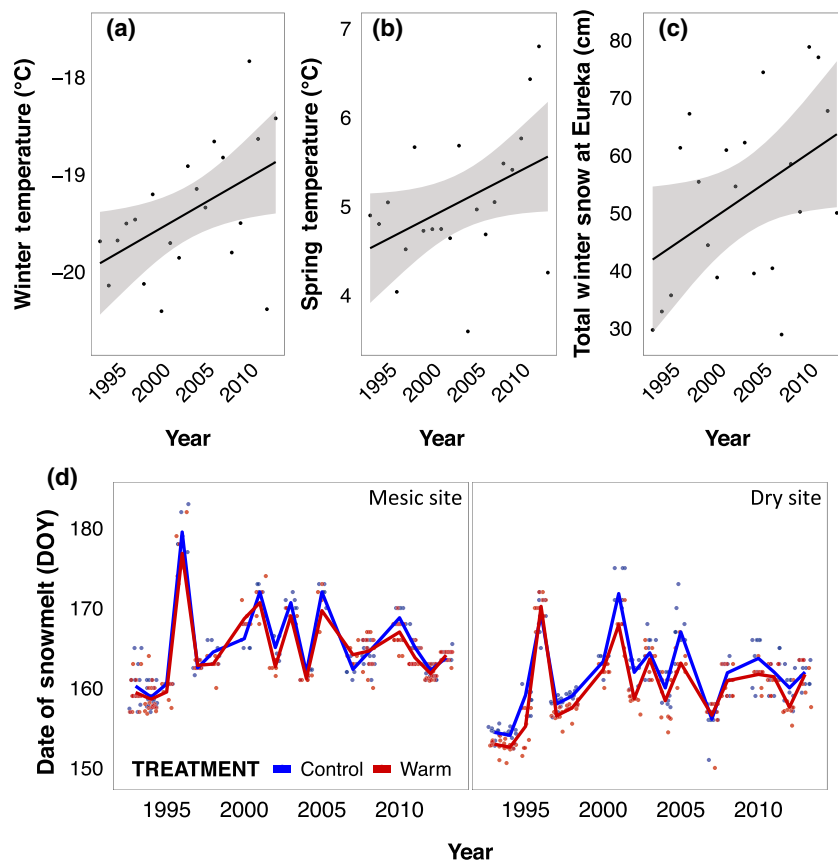 (a)
Winter temperature (°C)
−18
−19
−20
1995
2000
2005
2010
Year
(b)
Spring temperature (°C)
7
6
5
4
1995
2000
2005
2010
Year
(c)
Total winter snow at Eureka (cm)
80
70
60
50
40
30
1995
2000
2005
2010
Year
(d)
Date of snowmelt (DOY)
180
170
160
150
Mesic site
Dry site
TREATMENT Control Warm
1995 2000 2005 2010
1995 2000 2005 2010
Year